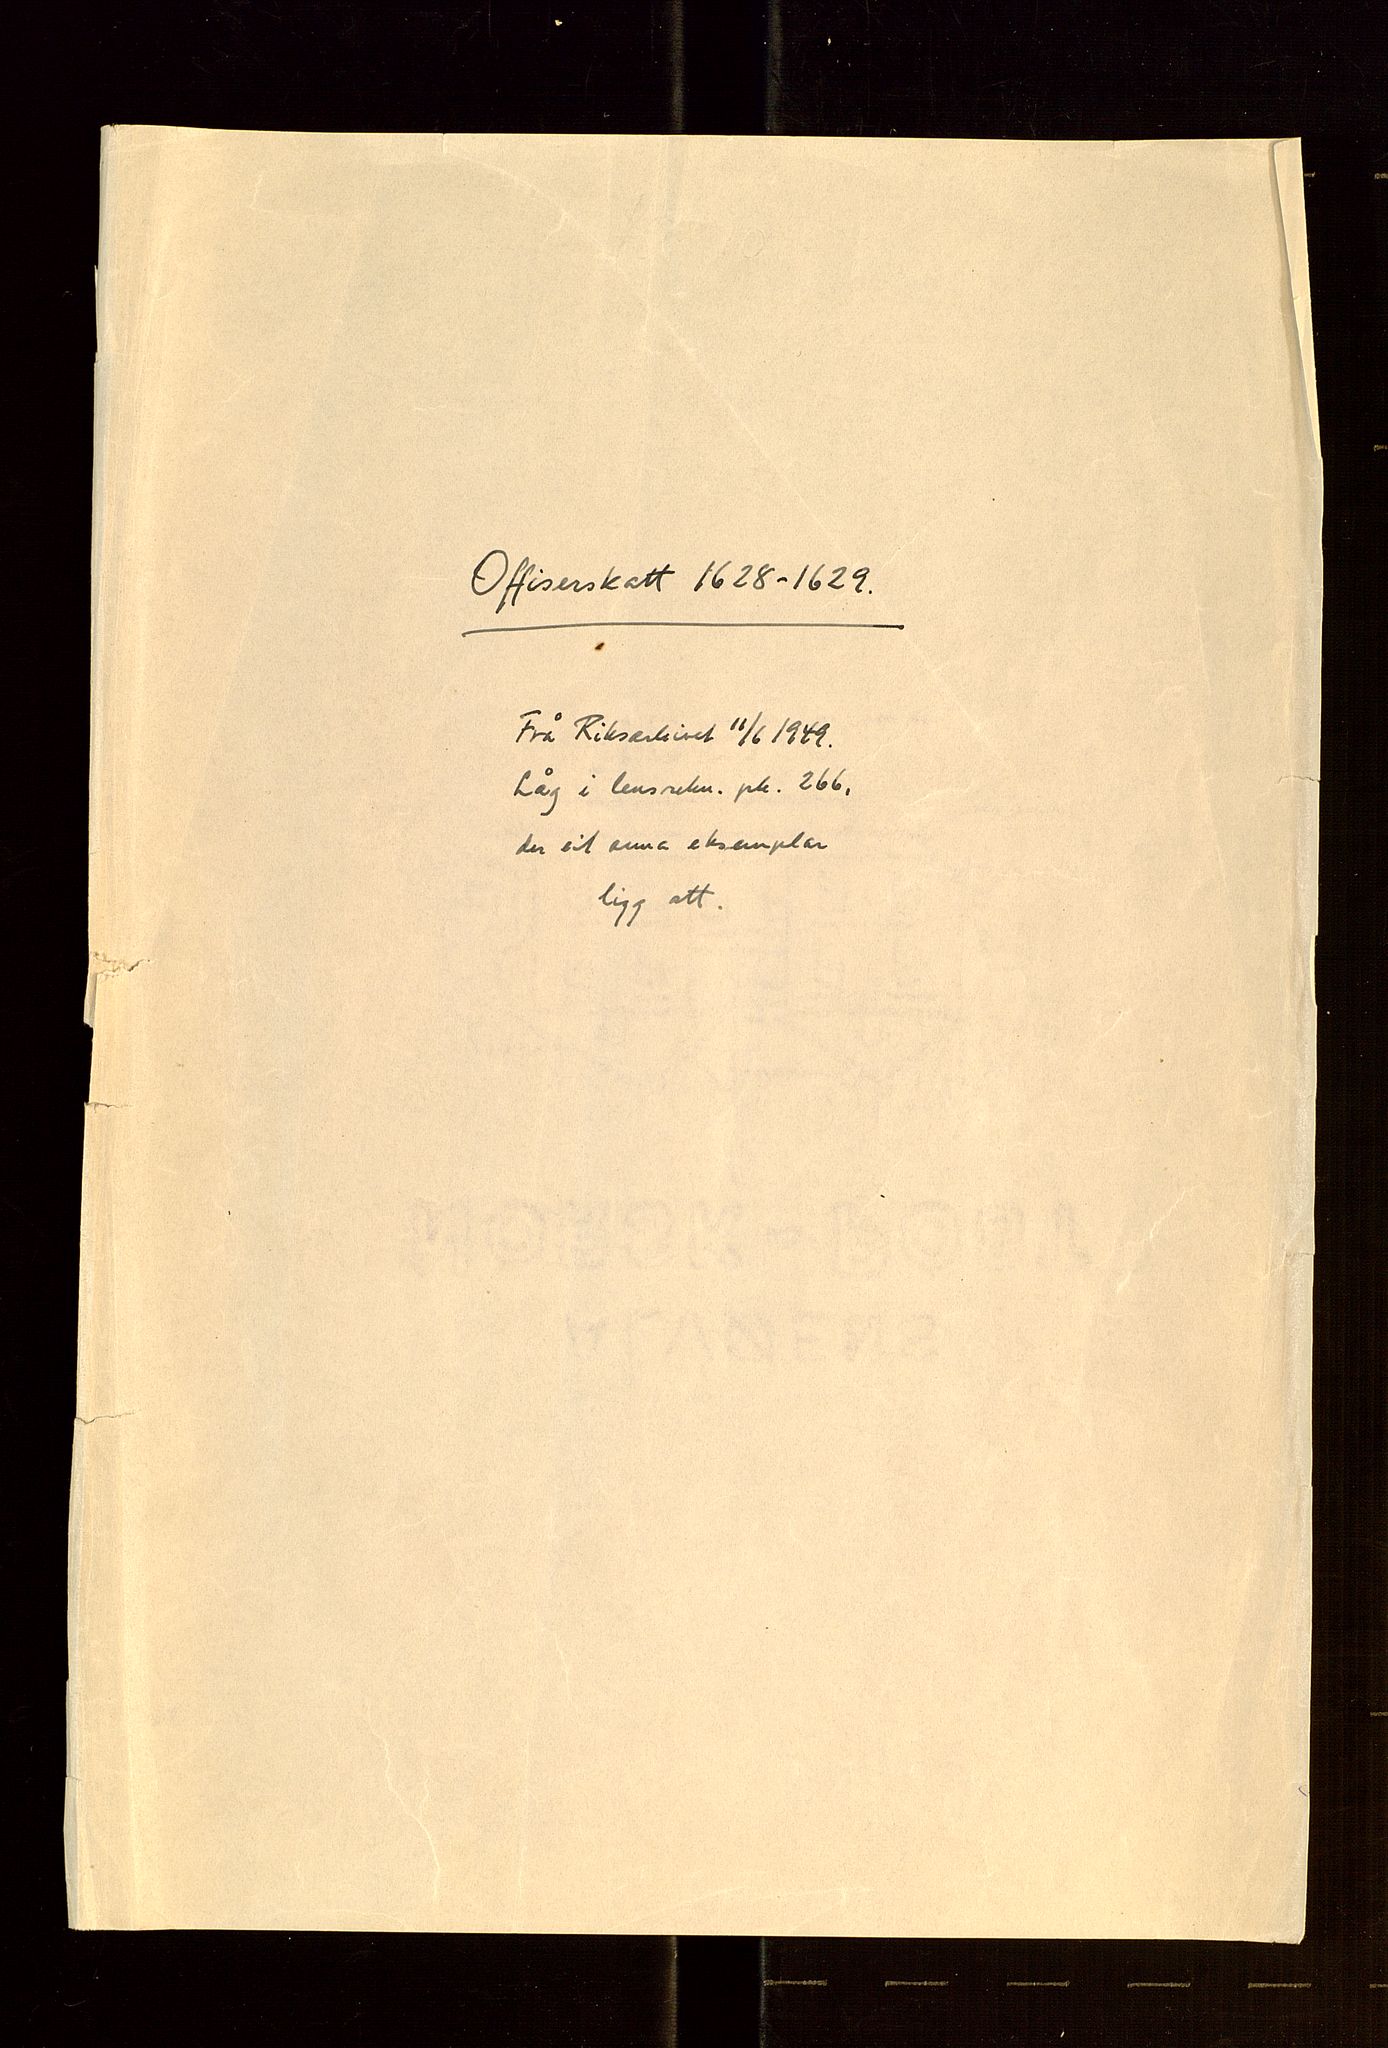 Offiserskatt 1628-1629.
Frå Riksarkivet 11/6 1949.
Låg i lensrekn. pk. 266,
der eit anna eksemplar
ligg att.